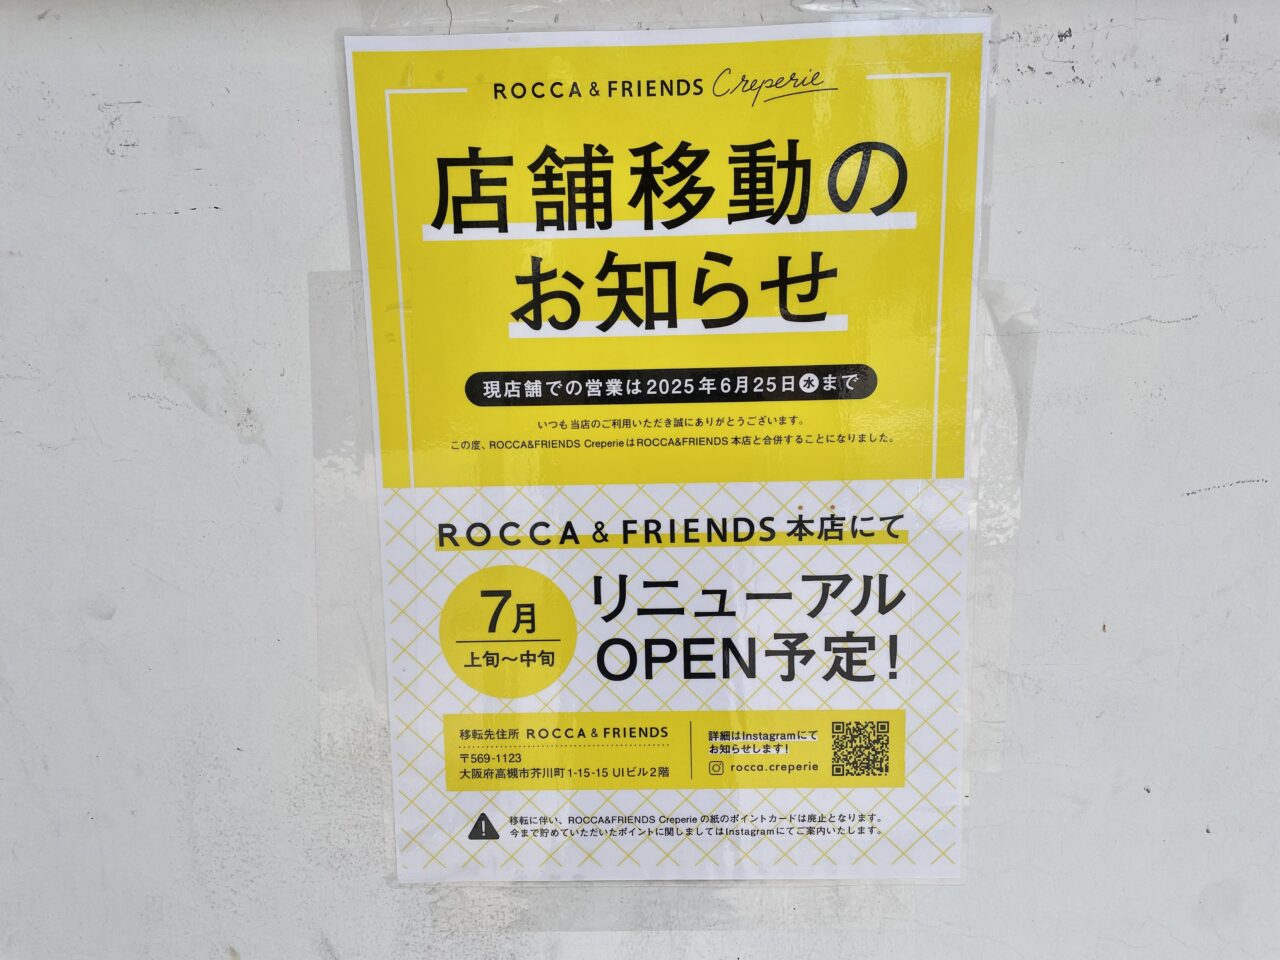 ROCCA & FRIENDS Creperie
店舗移動の
お知らせ
現店舗での営業は2025年6月25日㊌まで
いつも当店のご利用いただき誠にありがとうございます。
この度、ROCCA&FRIENDS CreperieはROCCA&FRIENDS本店と合併することになりました。
ROCCA & FRIENDS 本店にて
7月
上旬～中旬
リニューアル
OPEN予定!
移転先住所 ROCCA & FRIENDS
〒569-1123
大阪府高槻市芥川町1-15-15 UIビル2階
詳細はInstagramにて
お知らせします!
rocca.creperie
移転に伴い、ROCCA&FRIENDS Creperieの紙のポイントカードは廃止となります。
今まで貯めていただいたポイントに関しましてはInstagramにてご案内いたします。